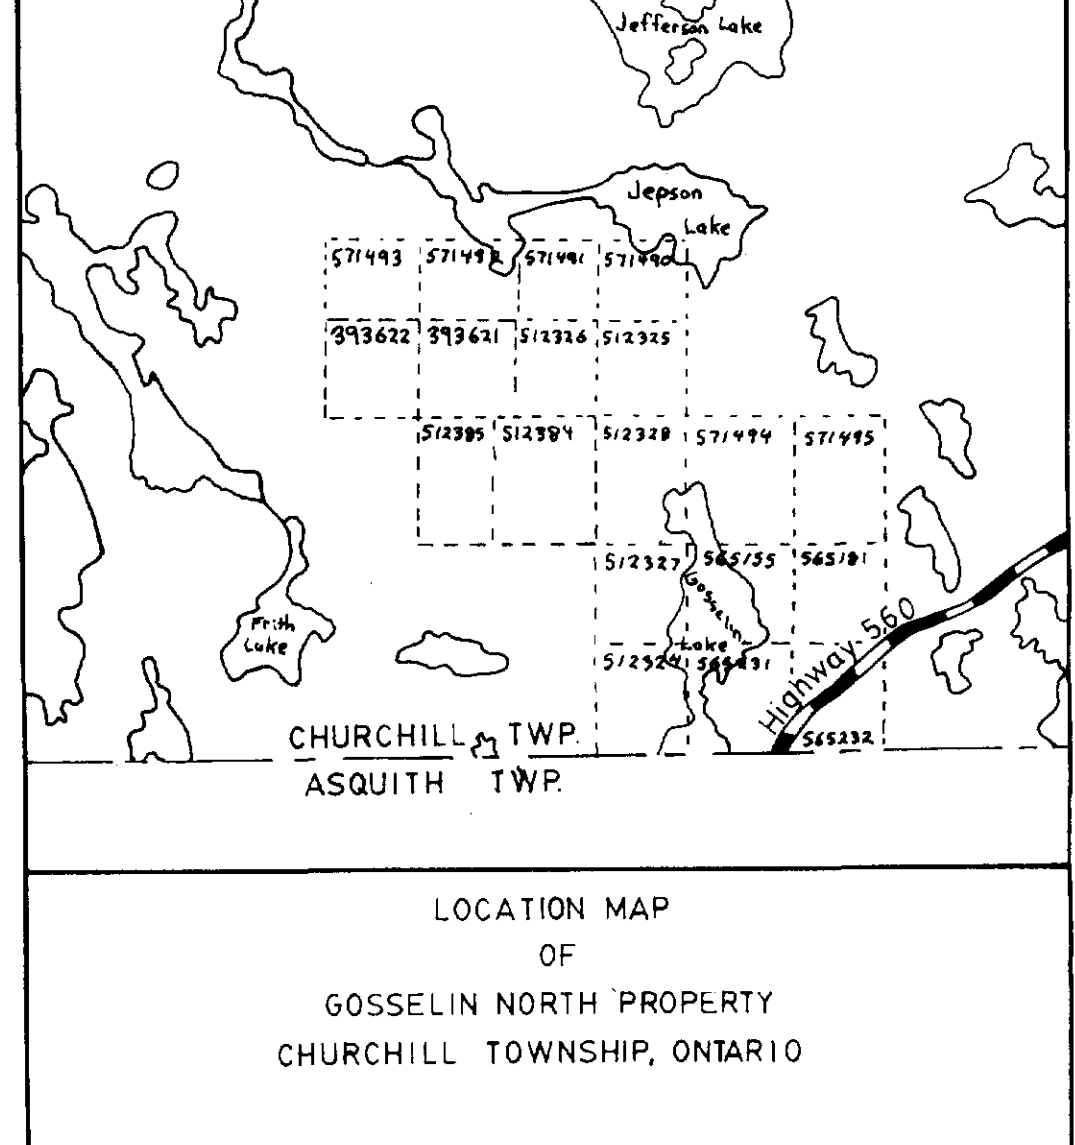 Jefferson Lake
Jepson
Lake
571493 571492 571491 571490
393622 393621 512326 512325
512385 512384 512328 571494 571495
512327 565155 565181
Gosselin
Lake
Frith
Lake
512324 565231
Highway 560
565232
CHURCHILL TWP.
ASQUITH TWP.
LOCATION MAP
OF
GOSSELIN NORTH PROPERTY
CHURCHILL TOWNSHIP, ONTARIO